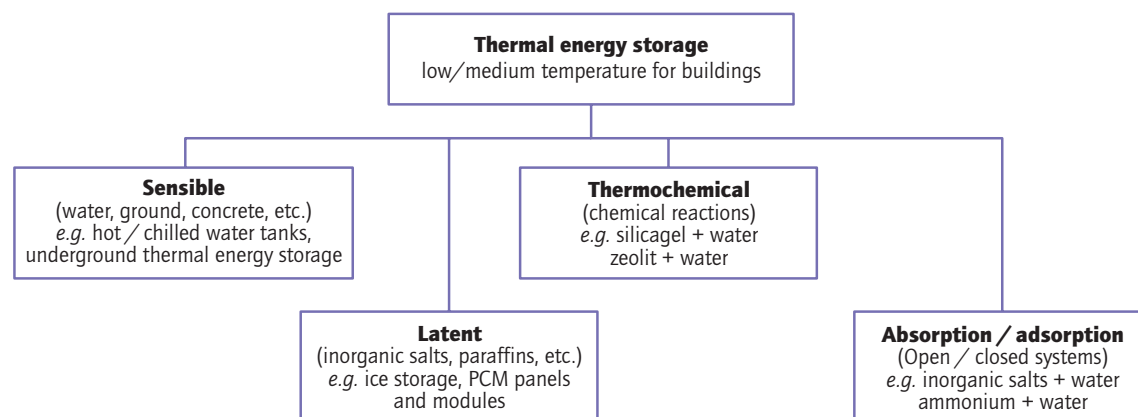 Thermal energy storage
low/medium temperature for buildings
Sensible
(water, ground, concrete, etc.)
e.g. hot / chilled water tanks,
underground thermal energy storage
Thermochemical
(chemical reactions)
e.g. silicagel + water
zeolit + water
Latent
(inorganic salts, paraffins, etc.)
e.g. ice storage, PCM panels
and modules
Absorption / adsorption
(Open / closed systems)
e.g. inorganic salts + water
ammonium + water